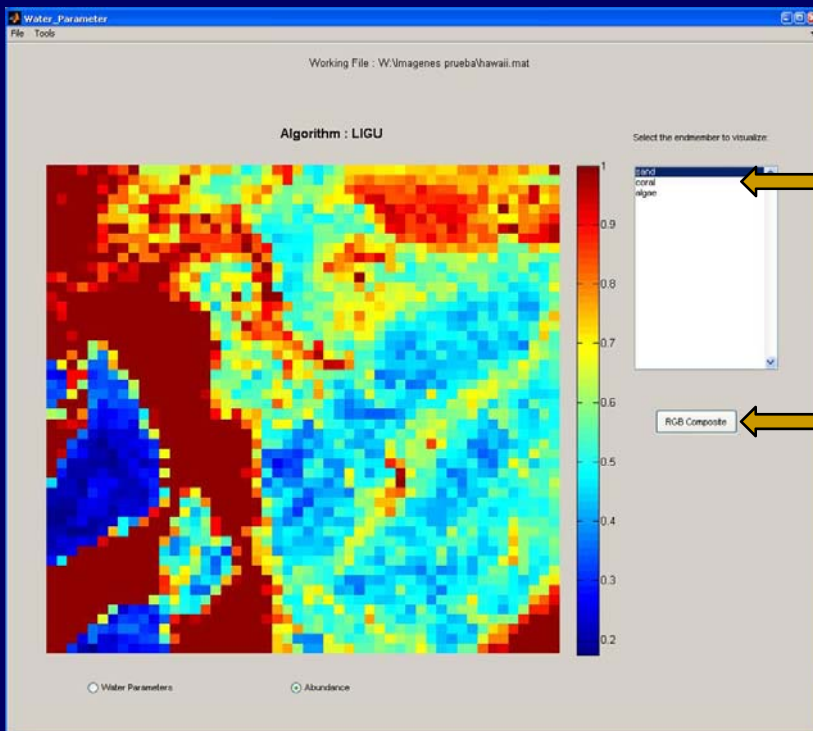 Water_Parameter
File Tools
Working File : W:\Imagenes prueba\hawaii.mat
Algorithm : LIGU
Select the endmember to visualize:
sand
coral
algae
1
0.9
0.8
0.7
0.6
0.5
0.4
0.3
0.2
RGB Composite
Water Parameters
Abundance